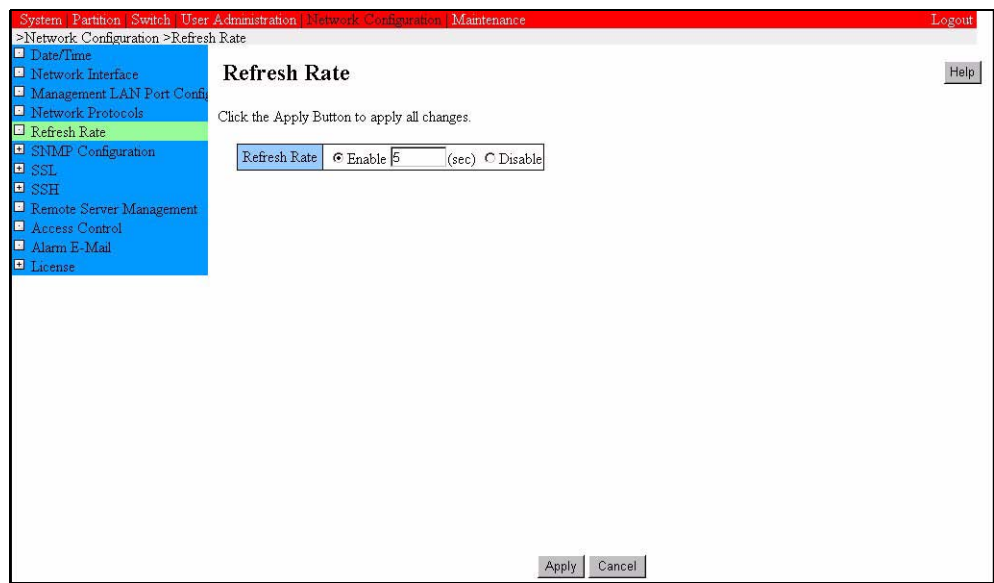 System | Partition | Switch | User Administration | Network Configuration | Maintenance Logout
>Network Configuration >Refresh Rate
Date/Time
Network Interface
Management LAN Port Config
Network Protocols
Refresh Rate
SNMP Configuration
SSL
SSH
Remote Server Management
Access Control
Alarm E-Mail
License
Refresh Rate
Help
Click the Apply Button to apply all changes.
Refresh Rate Enable 5 (sec) Disable
Apply Cancel